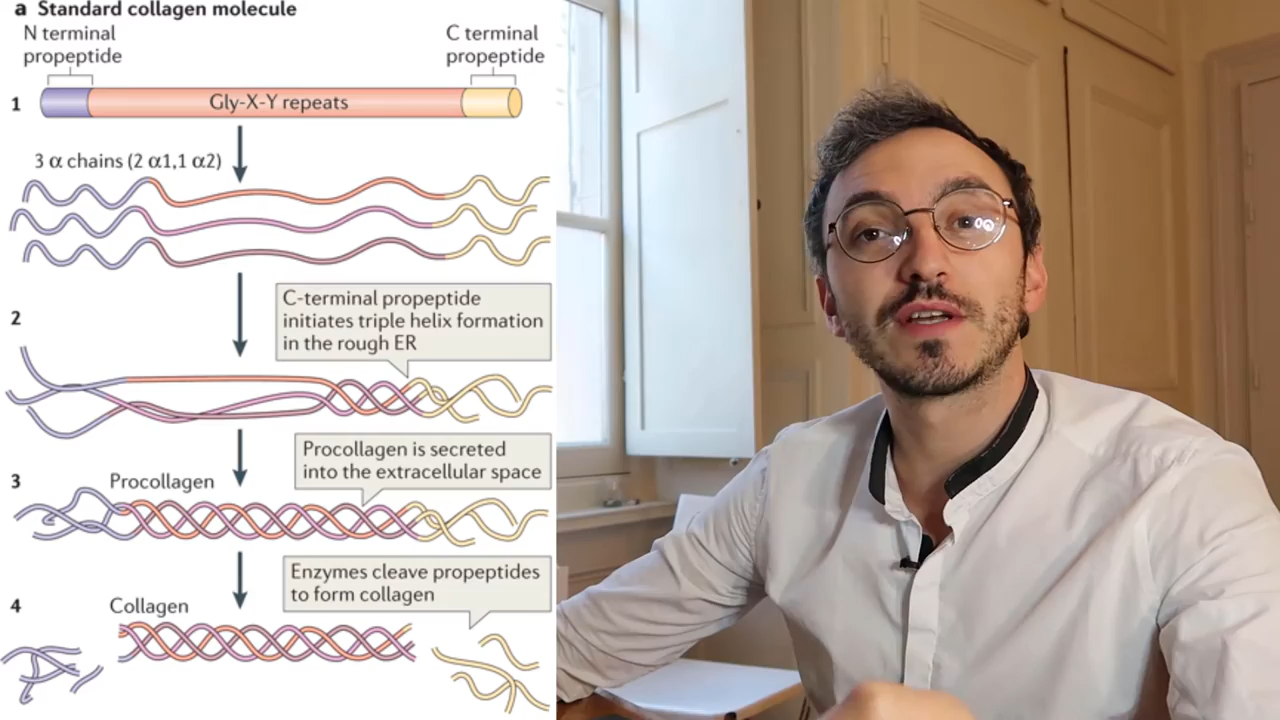 a Standard collagen molecule
N terminal
propeptide
C terminal
propeptide
1
Gly-X-Y repeats
3 α chains (2 α1,1 α2)
2
C-terminal propeptide
initiates triple helix formation
in the rough ER
3
Procollagen
Procollagen is secreted
into the extracellular space
4
Collagen
Enzymes cleave propeptides
to form collagen